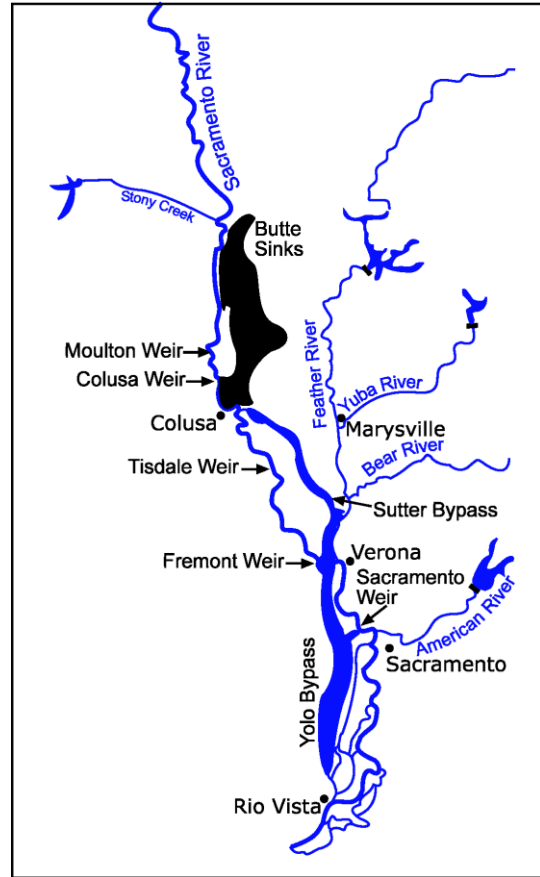 Sacramento River
Stony Creek
Butte
Sinks
Moulton Weir
Colusa Weir
Colusa
Tisdale Weir
Feather River
Yuba River
Marysville
Bear River
Sutter Bypass
Fremont Weir
Verona
Sacramento
Weir
American River
Sacramento
Yolo Bypass
Rio Vista